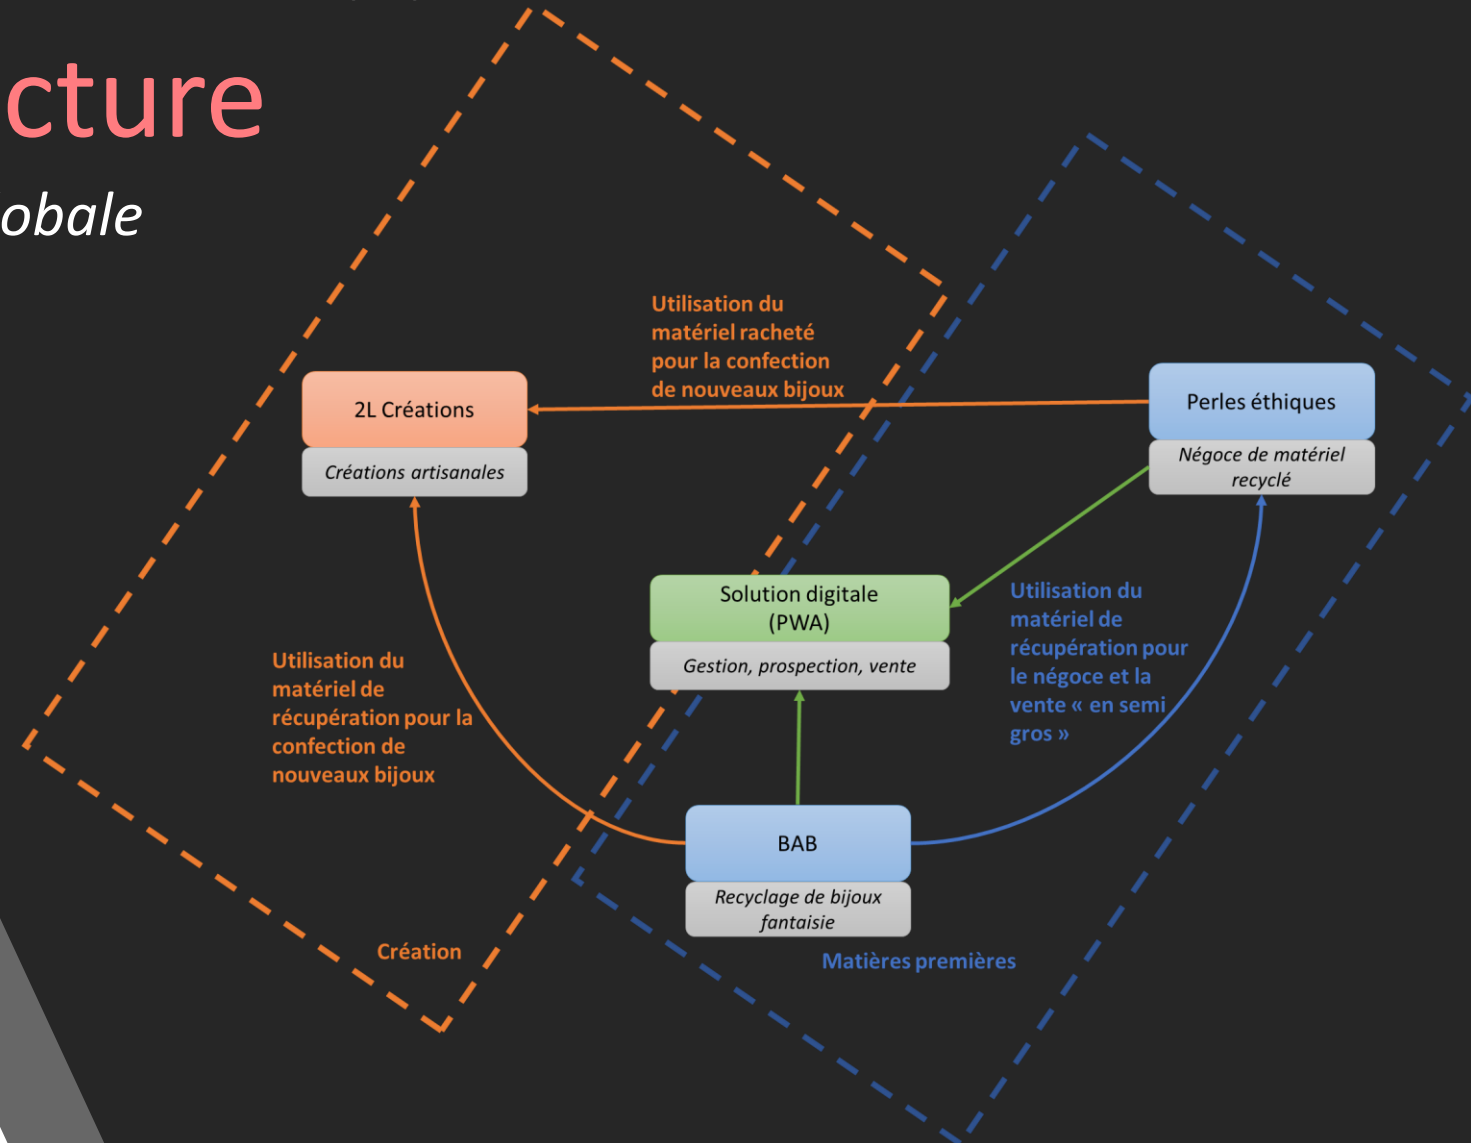 cture
obale
Utilisation du
matériel racheté
pour la confection
de nouveaux bijoux
2L Créations
Créations artisanales
Perles éthiques
Négoce de matériel
recyclé
Solution digitale
(PWA)
Gestion, prospection, vente
Utilisation du
matériel de
récupération pour
le négoce et la
vente « en semi
gros »
Utilisation du
matériel de
récupération pour la
confection de
nouveaux bijoux
BAB
Recyclage de bijoux
fantaisie
Création
Matières premières